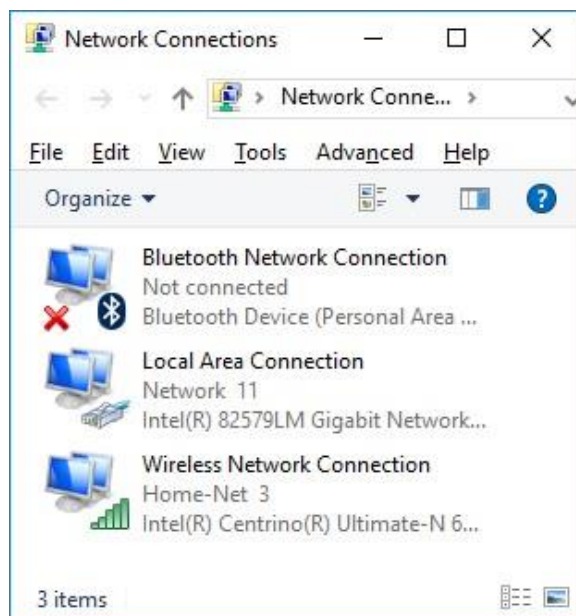 Network Connections
Network Conne...
File Edit View Tools Advanced Help
Organize
Bluetooth Network Connection
Not connected
Bluetooth Device (Personal Area ...
Local Area Connection
Network 11
Intel(R) 82579LM Gigabit Network...
Wireless Network Connection
Home-Net 3
Intel(R) Centrino(R) Ultimate-N 6...
3 items